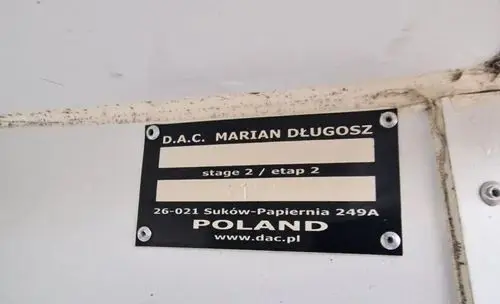 D.A.C. MARIAN DŁUGOSZ
stage 2 / etap 2
26-021 Suków-Papiernia 249A
POLAND
www.dac.pl